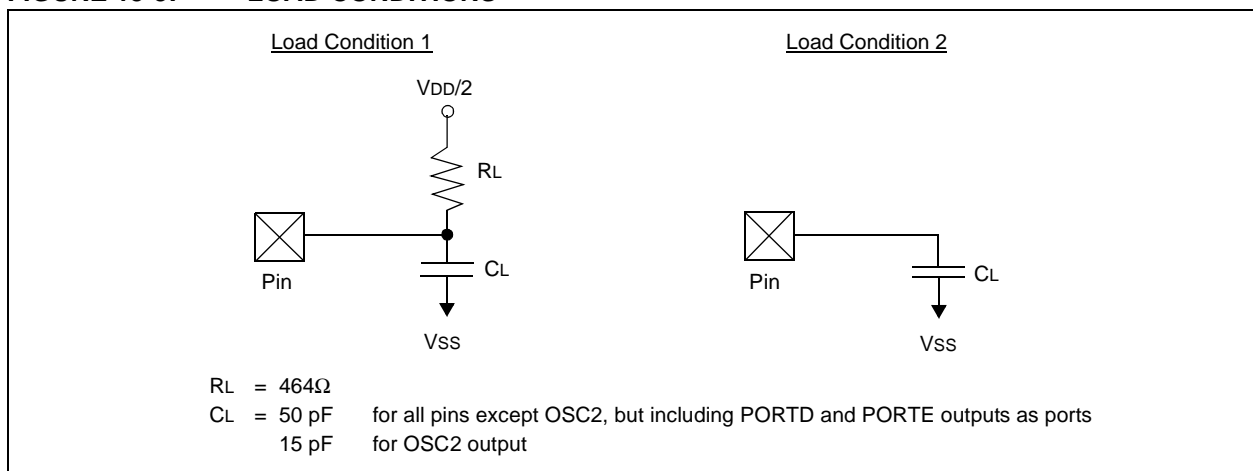 Load Condition 1
Load Condition 2
VDD/2
RL
CL
Pin
VSS
CL
Pin
VSS
RL = 464Ω
CL = 50 pF for all pins except OSC2, but including PORTD and PORTE outputs as ports
15 pF for OSC2 output